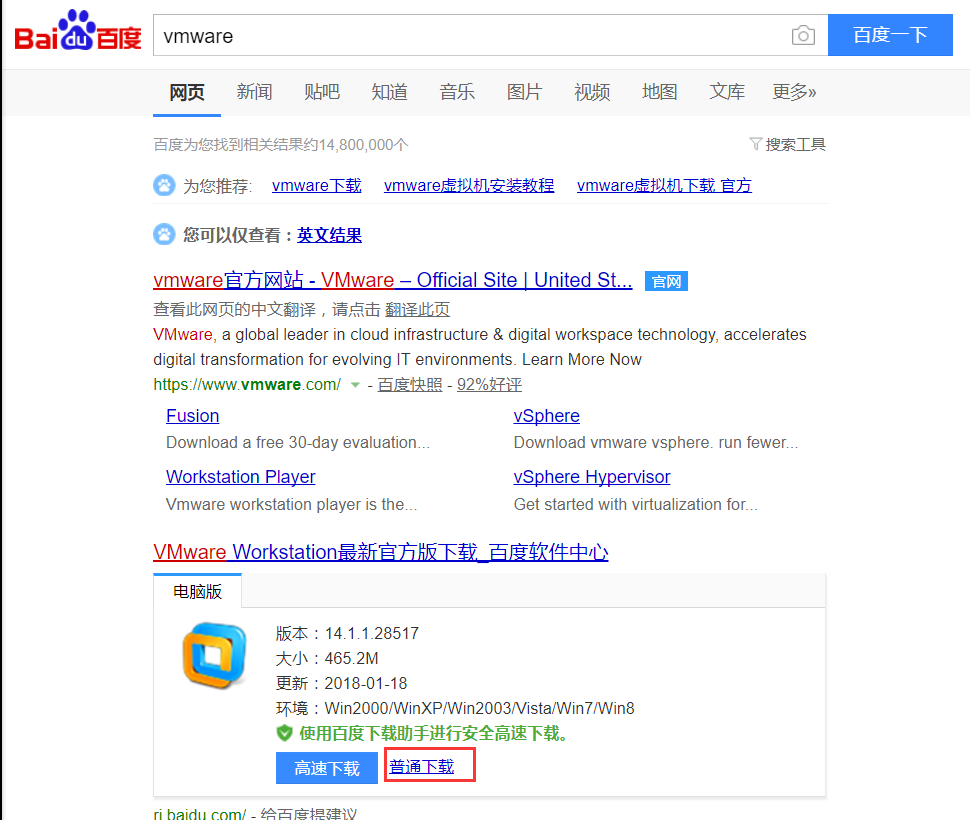 Bai du 百度 vmware 百度一下
网页 新闻 贴吧 知道 音乐 图片 视频 地图 文库 更多»
百度为您找到相关结果约14,800,000个 搜索工具
为您推荐: vmware下载 vmware虚拟机安装教程 vmware虚拟机下载 官方
您可以仅查看：英文结果
vmware官方网站 - VMware – Official Site | United St... 官网
查看此网页的中文翻译，请点击 翻译此页
VMware, a global leader in cloud infrastructure & digital workspace technology, accelerates
digital transformation for evolving IT environments. Learn More Now
https://www.vmware.com/ - 百度快照 - 92%好评
Fusion vSphere
Download a free 30-day evaluation... Download vmware vsphere. run fewer...
Workstation Player vSphere Hypervisor
Vmware workstation player is the... Get started with virtualization for...
VMware Workstation最新官方版下载_百度软件中心
电脑版
版本：14.1.1.28517
大小：465.2M
更新：2018-01-18
环境：Win2000/WinXP/Win2003/Vista/Win7/Win8
使用百度下载助手进行安全高速下载。
高速下载 普通下载
rj.baidu.com/ - 给百度提建议